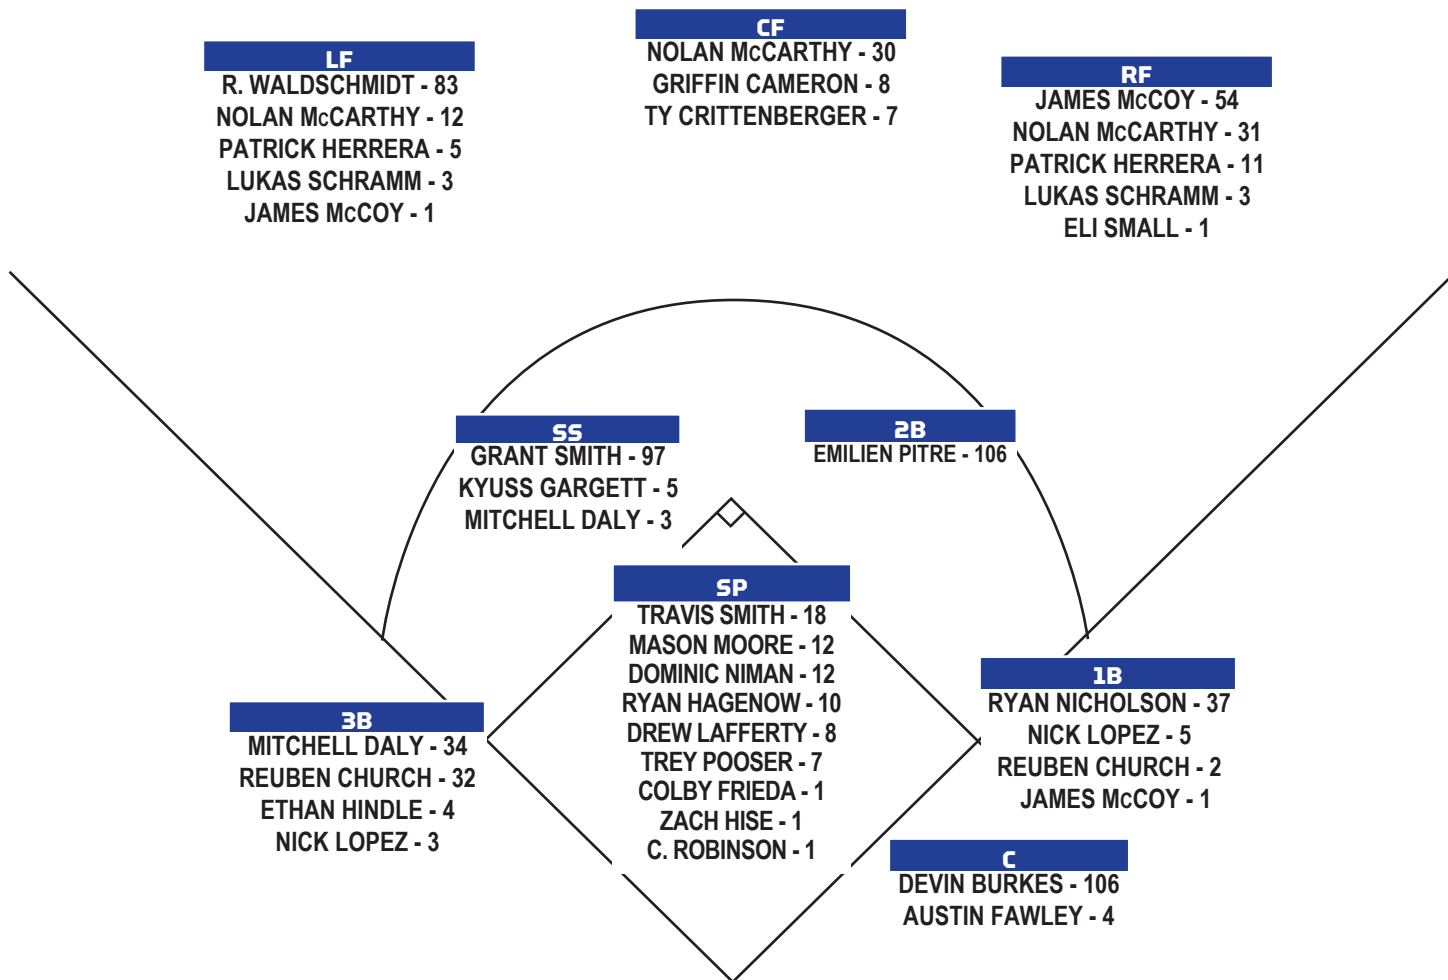 LF
R. WALDSCHMIDT - 83
NOLAN McCARTHY - 12
PATRICK HERRERA - 5
LUKAS SCHRAMM - 3
JAMES McCOY - 1
CF
NOLAN McCARTHY - 30
GRIFFIN CAMERON - 8
TY CRITTENBERGER - 7
RF
JAMES McCOY - 54
NOLAN McCARTHY - 31
PATRICK HERRERA - 11
LUKAS SCHRAMM - 3
ELI SMALL - 1
SS
GRANT SMITH - 97
KYUSS GARGETT - 5
MITCHELL DALY - 3
2B
EMILIEN PITRE - 106
SP
TRAVIS SMITH - 18
MASON MOORE - 12
DOMINIC NIMAN - 12
RYAN HAGENOW - 10
DREW LAFFERTY - 8
TREY POOSER - 7
COLBY FRIEDA - 1
ZACH HISE - 1
C. ROBINSON - 1
3B
MITCHELL DALY - 34
REUBEN CHURCH - 32
ETHAN HINDLE - 4
NICK LOPEZ - 3
1B
RYAN NICHOLSON - 37
NICK LOPEZ - 5
REUBEN CHURCH - 2
JAMES McCOY - 1
C
DEVIN BURKES - 106
AUSTIN FAWLEY - 4